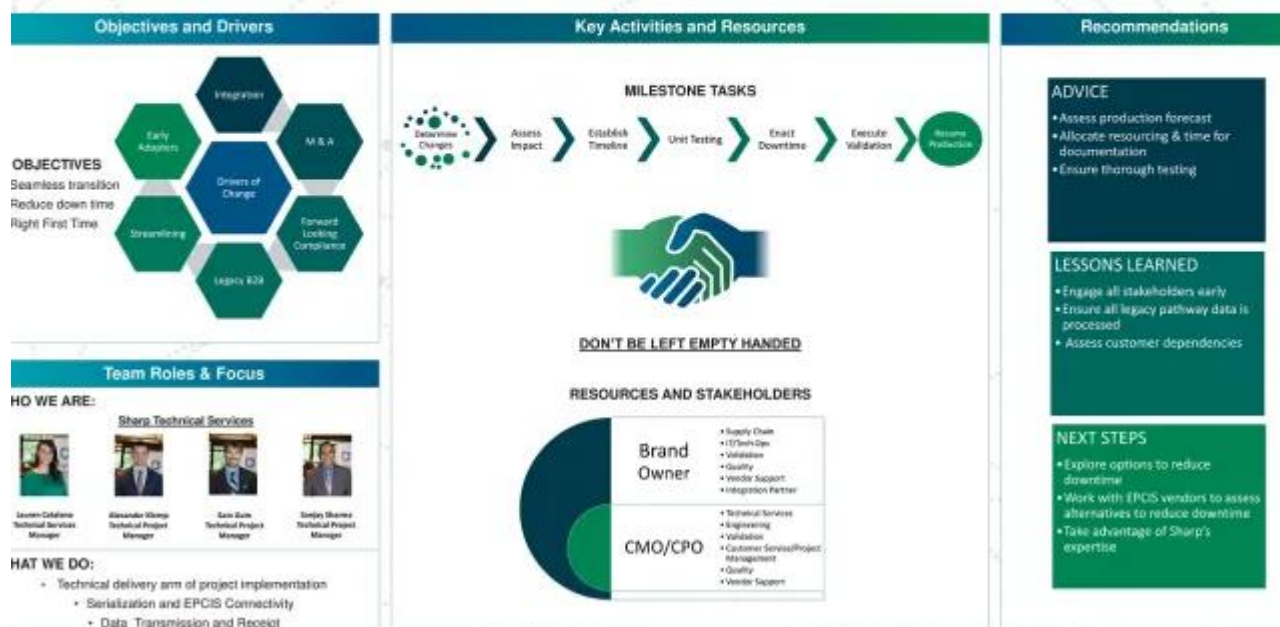 Objectives and Drivers
Integration
Early
Adopters
M & A
Drivers of
Change
OBJECTIVES
Seamless transition
Reduce down time
Right First Time
Streamlining
Forward
Looking
Compliance
Legacy B2B
Team Roles & Focus
HO WE ARE:
Sharp Technical Services
Technical Services
Manager
Technical Project
Manager
Technical Project
Manager
Sanjay Sharma
Technical Project
Manager
HAT WE DO:
• Technical delivery arm of project implementation
• Serialization and EPCIS Connectivity
• Data Transmission and Receipt
Key Activities and Resources
MILESTONE TASKS
Determine
Changes
Assess
Impact
Establish
Timeline
Unit Testing
Enact
Downtime
Execute
Validation
Resume
Production
DON'T BE LEFT EMPTY HANDED
RESOURCES AND STAKEHOLDERS
Brand
Owner
• Supply Chain
• IT/Tech Ops
• Validation
• Quality
• Vendor Support
• Integration Partner
CMO/CPO
• Technical Services
• Engineering
• Validation
• Customer Service/Project
Management
• Quality
• Vendor Support
Recommendations
ADVICE
• Assess production forecast
• Allocate resourcing & time for
documentation
• Ensure thorough testing
LESSONS LEARNED
• Engage all stakeholders early
• Ensure all legacy pathway data is
processed
• Assess customer dependencies
NEXT STEPS
• Explore options to reduce
downtime
• Work with EPCIS vendors to assess
alternatives to reduce downtime
• Take advantage of Sharp's
expertise